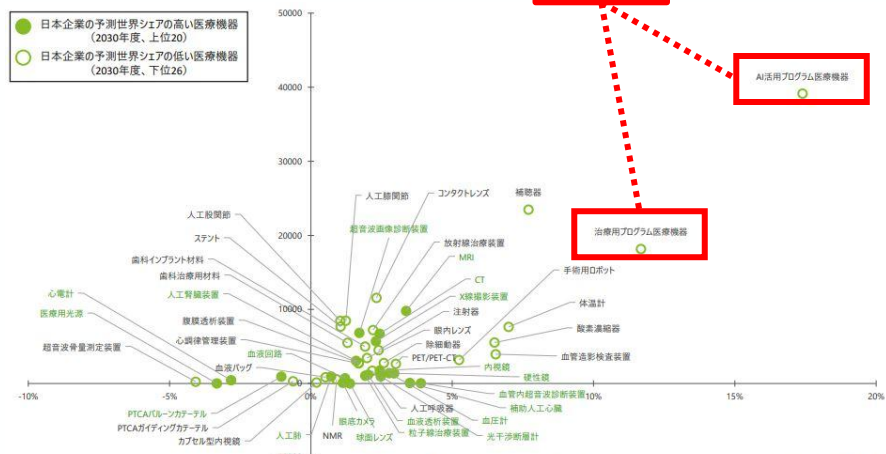 日本企業の予測世界シェアの高い医療機器
（2030年度、上位20）
日本企業の予測世界シェアの低い医療機器
（2030年度、下位26）
50000
40000
30000
20000
10000
0
-10%
-5%
5%
10%
15%
20%
AI活用プログラム医療機器
治療用プログラム医療機器
補聴器
コンタクトレンズ
人工膝関節
人工股関節
超音波画像診断装置
ステント
放射線治療装置
歯科インプラント材料
MRI
手術用ロボット
歯科治療用材料
CT
心電計
人工腎臓装置
X線撮影装置
体温計
医療用光源
注射器
腹膜透析装置
眼内レンズ
酸素濃縮器
超音波骨量測定装置
心調律管理装置
除細動器
血液回路
PET/PET-CT
血管造影検査装置
血液バッグ
内視鏡
硬性鏡
血管内超音波診断装置
PTCAバルーンカテーテル
人工呼吸器
補助人工心臓
PTCAガイディングカテーテル
眼底カメラ
血液透析装置
血圧計
カプセル型内視鏡
人工肺
NMR
球面レンズ
粒子線治療装置
光干渉断層計